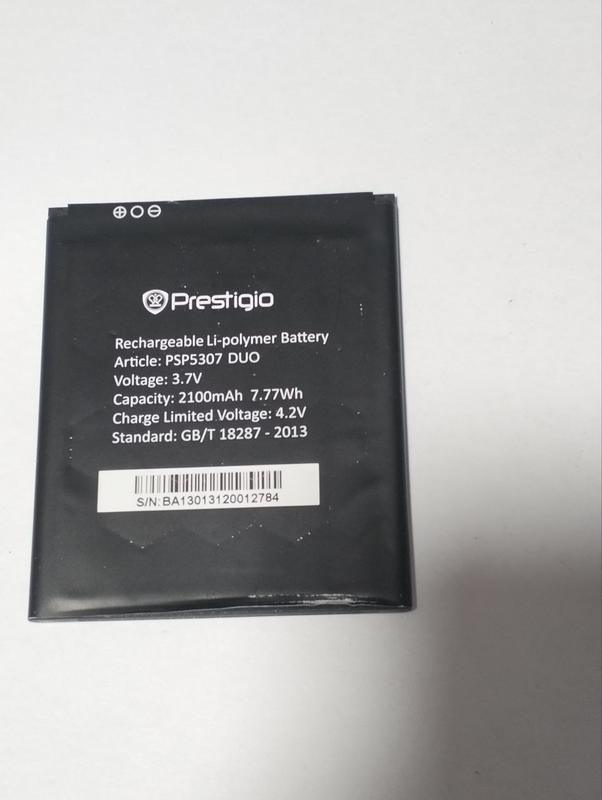 ⊕○⊖
Prestigio
Rechargeable Li-polymer Battery
Article: PSP5307 DUO
Voltage: 3.7V
Capacity: 2100mAh 7.77Wh
Charge Limited Voltage: 4.2V
Standard: GB/T 18287 - 2013
S/N:BA13013120012784